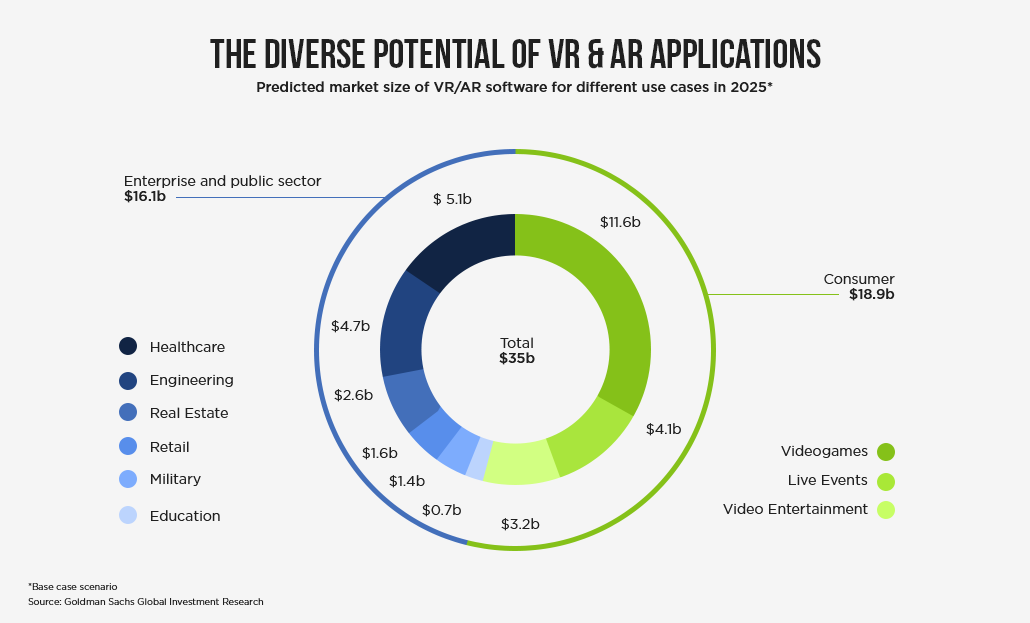 THE DIVERSE POTENTIAL OF VR & AR APPLICATIONS
Predicted market size of VR/AR software for different use cases in 2025*
Enterprise and public sector
$16.1b
$ 5.1b
$11.6b
Consumer
$18.9b
$4.7b
Total
$35b
$2.6b
$4.1b
$1.6b
$1.4b
$0.7b
$3.2b
Healthcare
Engineering
Real Estate
Retail
Military
Education
Videogames
Live Events
Video Entertainment
*Base case scenario
Source: Goldman Sachs Global Investment Research